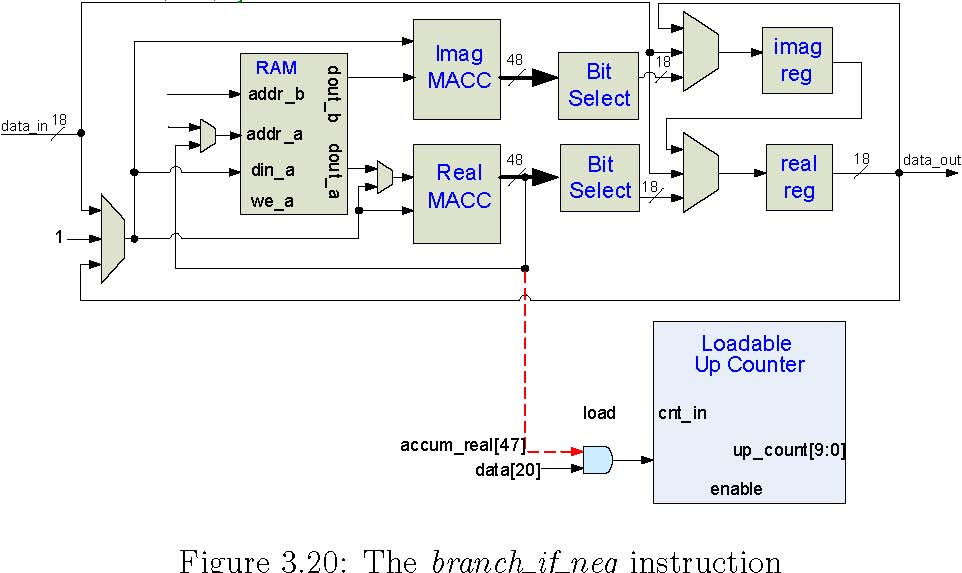 RAM
addr_b
addr_a
din_a
we_a
dout_b
dout_a
Imag
MACC
48
Bit
Select
18
imag
reg
data_in
18
Real
MACC
48
Bit
Select
18
real
reg
18
data_out
1
Loadable
Up Counter
load
cnt_in
accum_real[47]
up_count[9:0]
data[20]
enable
Figure 3.20: The branch_if_neg instruction